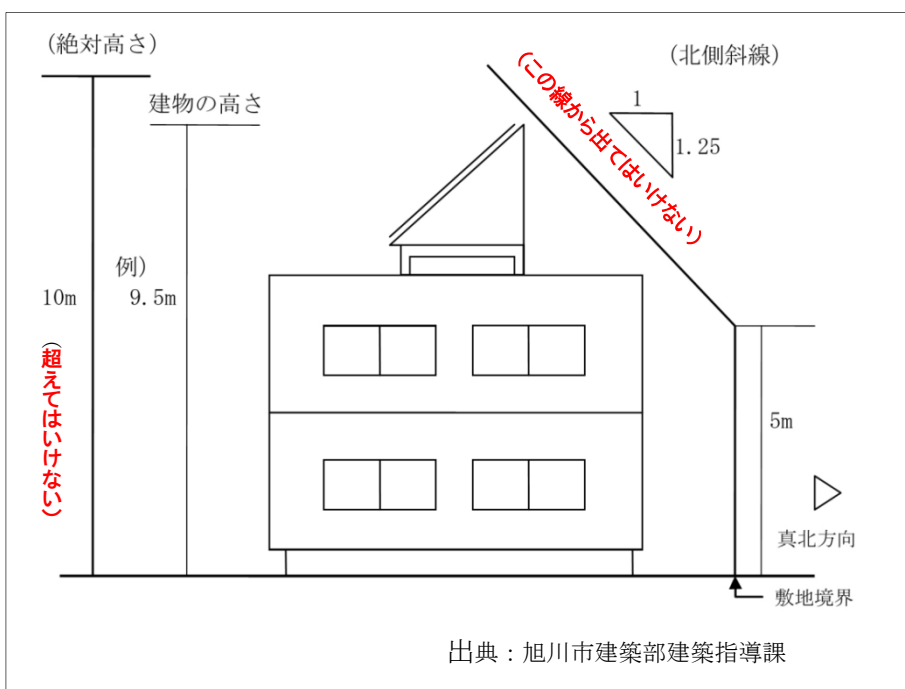 (絶対高さ)
建物の高さ
(北側斜線)
(この線から出てはいけない)
1
1.25
例)
10m
9.5m
(超えてはいけない)
5m
真北方向
敷地境界
出典：旭川市建築部建築指導課